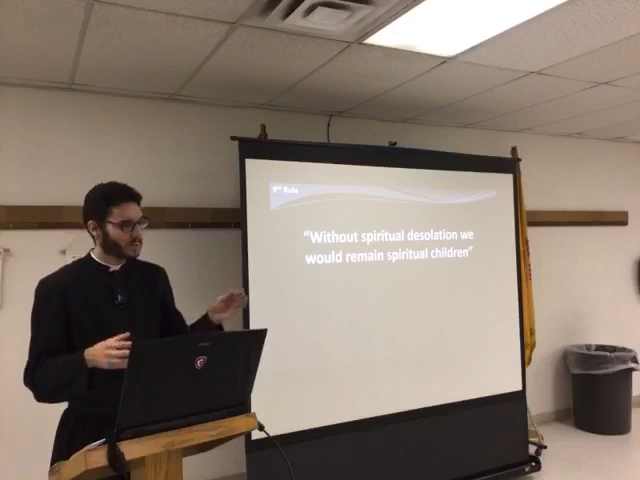 9th Rule
“Without spiritual desolation we
would remain spiritual children”